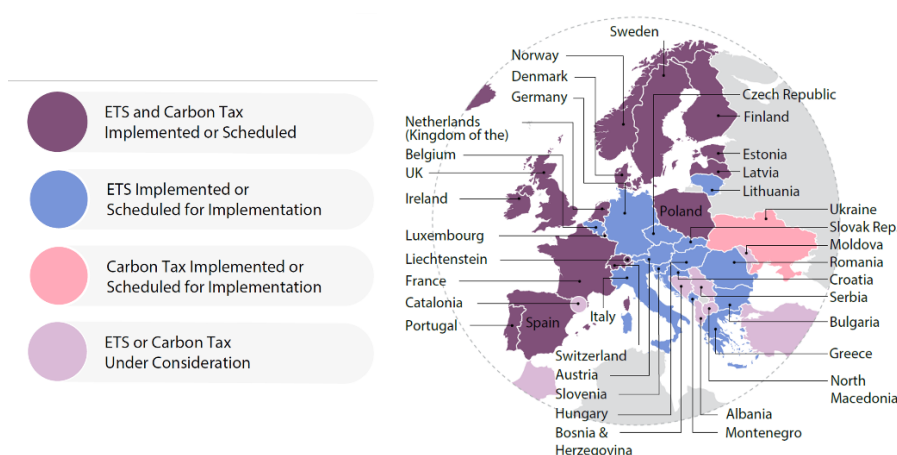 ETS and Carbon Tax
Implemented or Scheduled
ETS Implemented or
Scheduled for Implementation
Carbon Tax Implemented or
Scheduled for Implementation
ETS or Carbon Tax
Under Consideration
Sweden
Norway
Denmark
Germany
Netherlands
(Kingdom of the)
Belgium
UK
Ireland
Luxembourg
Liechtenstein
France
Catalonia
Portugal
Spain
Italy
Poland
Czech Republic
Finland
Estonia
Latvia
Lithuania
Ukraine
Slovak Rep.
Moldova
Romania
Croatia
Serbia
Bulgaria
Greece
North
Macedonia
Switzerland
Austria
Slovenia
Hungary
Bosnia &
Herzegovina
Albania
Montenegro